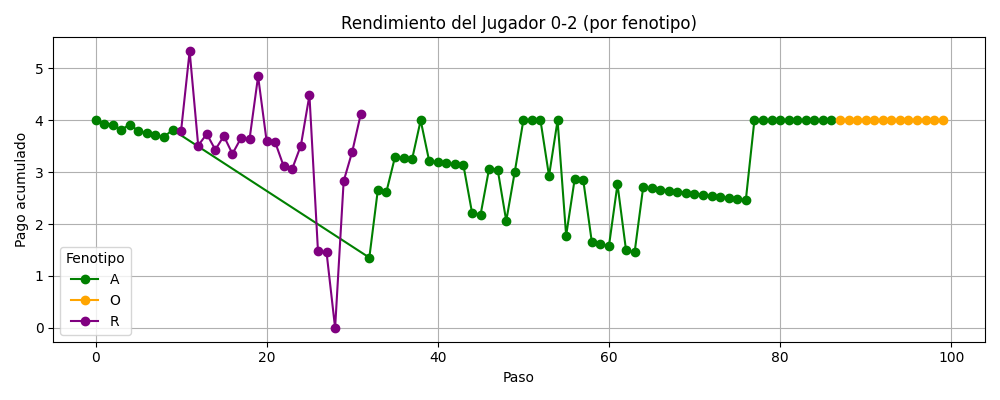 Rendimiento del Jugador 0-2 (por fenotipo)
Pago acumulado
5
4
3
2
1
0
Fenotipo
A
O
R
0 20 40 60 80 100
Paso